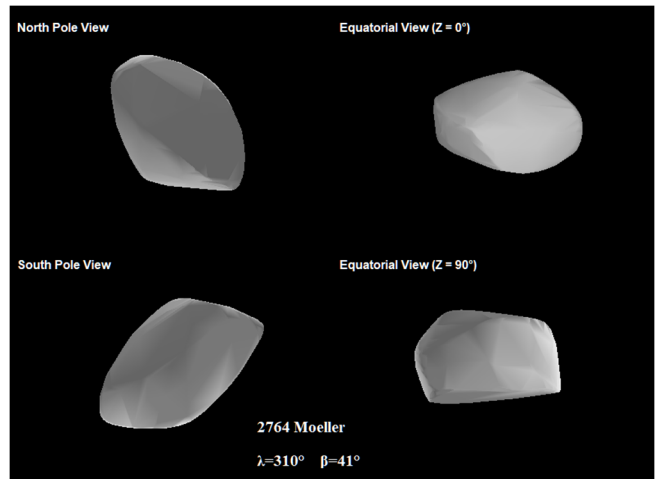 North Pole View
Equatorial View (Z = 0°)
South Pole View
Equatorial View (Z = 90°)
2764 Moeller
λ=310° β=41°